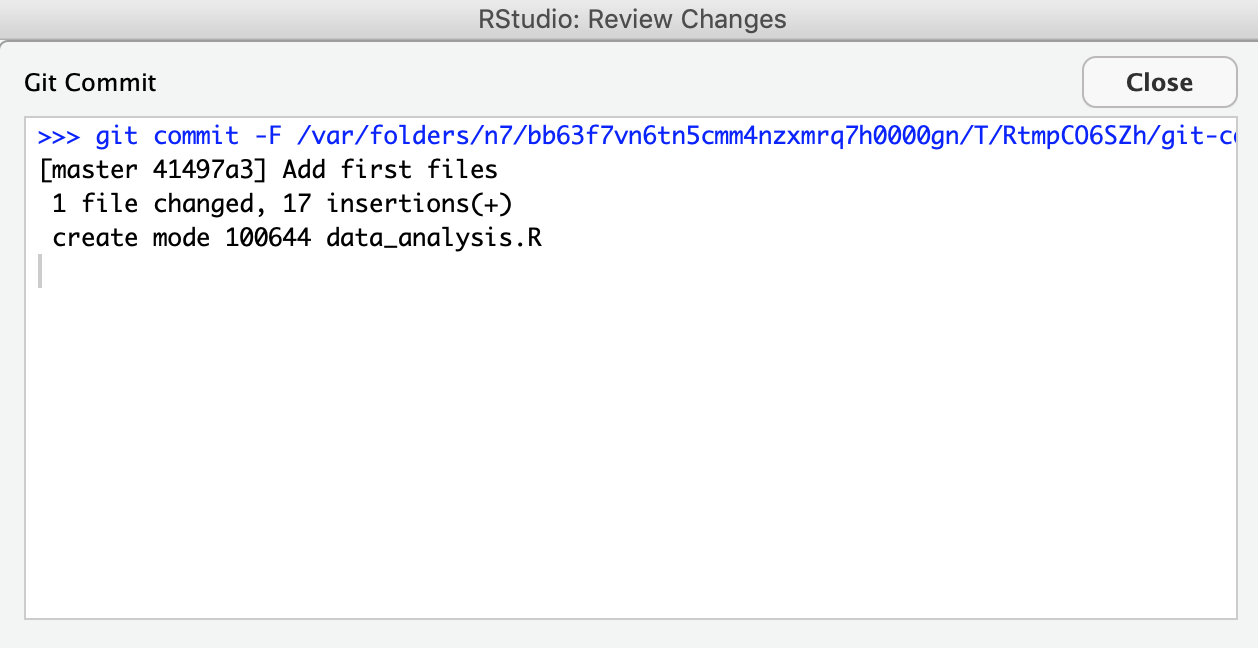 RStudio: Review Changes
Git Commit
Close
>>> git commit -F /var/folders/n7/bb63f7vn6tn5cmm4nzxmrq7h0000gn/T/RtmpCO6SZh/git-c
[master 41497a3] Add first files
1 file changed, 17 insertions(+)
create mode 100644 data_analysis.R